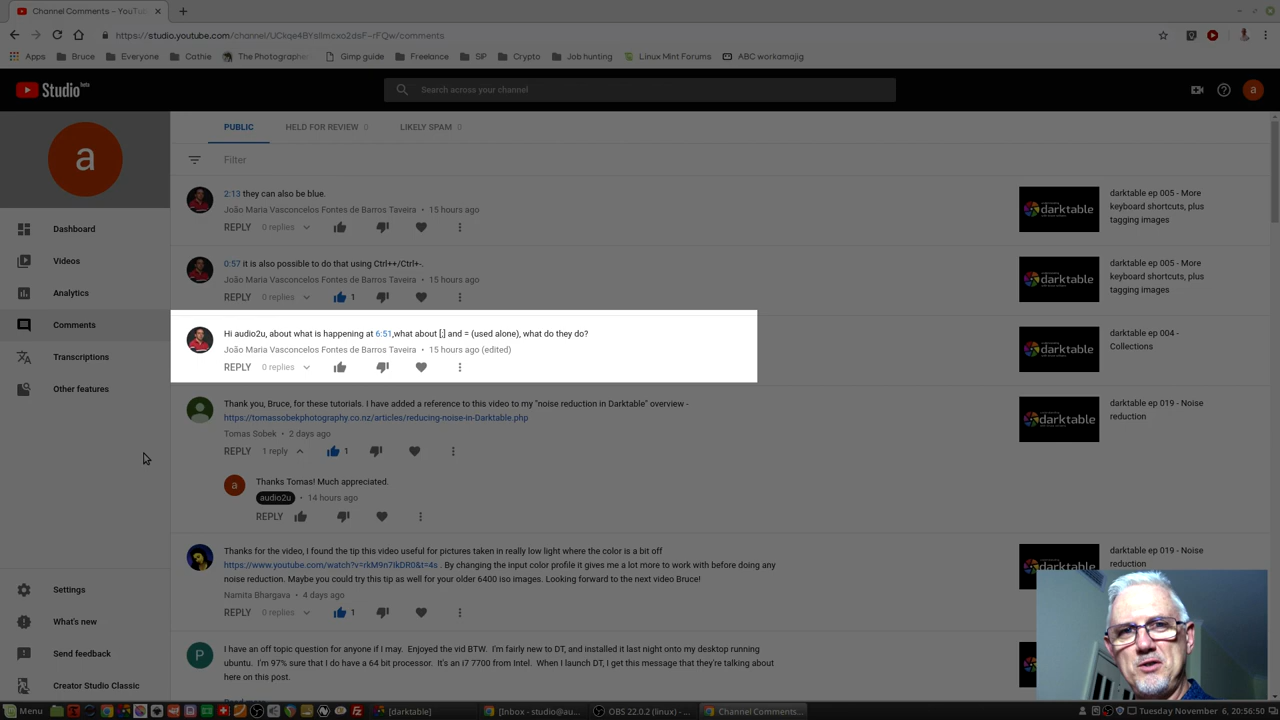 Channel Comments - YouTub
https://studio.youtube.com/channel/UCkqe4BYsIlmcxo2dsF-rFQw/comments
Apps Bruce Everyone Cathie The Photographer Gimp guide Freelance SIP Crypto Job hunting Linux Mint Forums ABC workamajig
Studio beta Search across your channel a
a
PUBLIC HELD FOR REVIEW 0 LIKELY SPAM 0
Filter
Dashboard
Videos
Analytics
Comments
Transcriptions
Other features
Settings
What's new
Send feedback
Creator Studio Classic
2:13 they can also be blue.
João Maria Vasconcelos Fontes de Barros Taveira • 15 hours ago
REPLY 0 replies
darktable
darktable ep 005 - More
keyboard shortcuts, plus
tagging images
0:57 it is also possible to do that using Ctrl++/Ctrl+-.
João Maria Vasconcelos Fontes de Barros Taveira • 15 hours ago
REPLY 0 replies 1
darktable
darktable ep 005 - More
keyboard shortcuts, plus
tagging images
Hi audio2u, about what is happening at 6:51,what about [;] and = (used alone), what do they do?
João Maria Vasconcelos Fontes de Barros Taveira • 15 hours ago (edited)
REPLY 0 replies
darktable
darktable ep 004 -
Collections
Thank you, Bruce, for these tutorials. I have added a reference to this video to my "noise reduction in Darktable" overview -
https://tomassobekphotography.co.nz/articles/reducing-noise-in-Darktable.php
Tomas Sobek • 2 days ago
REPLY 1 reply 1
darktable
darktable ep 019 - Noise
reduction
a
Thanks Tomas! Much appreciated.
audio2u • 14 hours ago
REPLY
Thanks for the video, I found the tip this video useful for pictures taken in really low light where the color is a bit off
https://www.youtube.com/watch?v=rkM9n7IkDR0&t=4s . By changing the input color profile it gives me a lot more to work with before doing any
noise reduction. Maybe you could try this tip as well for your older 6400 iso images. Looking forward to the next video Bruce!
Namita Bhargava • 4 days ago
REPLY 0 replies 1
darktable ep 019 - Noise
reduction
P
I have an off topic question for anyone if I may. Enjoyed the vid BTW. I'm fairly new to DT, and installed it last night onto my desktop running
ubuntu. I'm 97% sure that I do have a 64 bit processor. It's an i7 7700 from Intel. When I launch DT, I get this message that they're talking about
here on this post.
Menu [darktable] [Inbox - studio@au... OBS 22.0.2 (linux) - ... Channel Comments... Tuesday November 6, 20:56:50